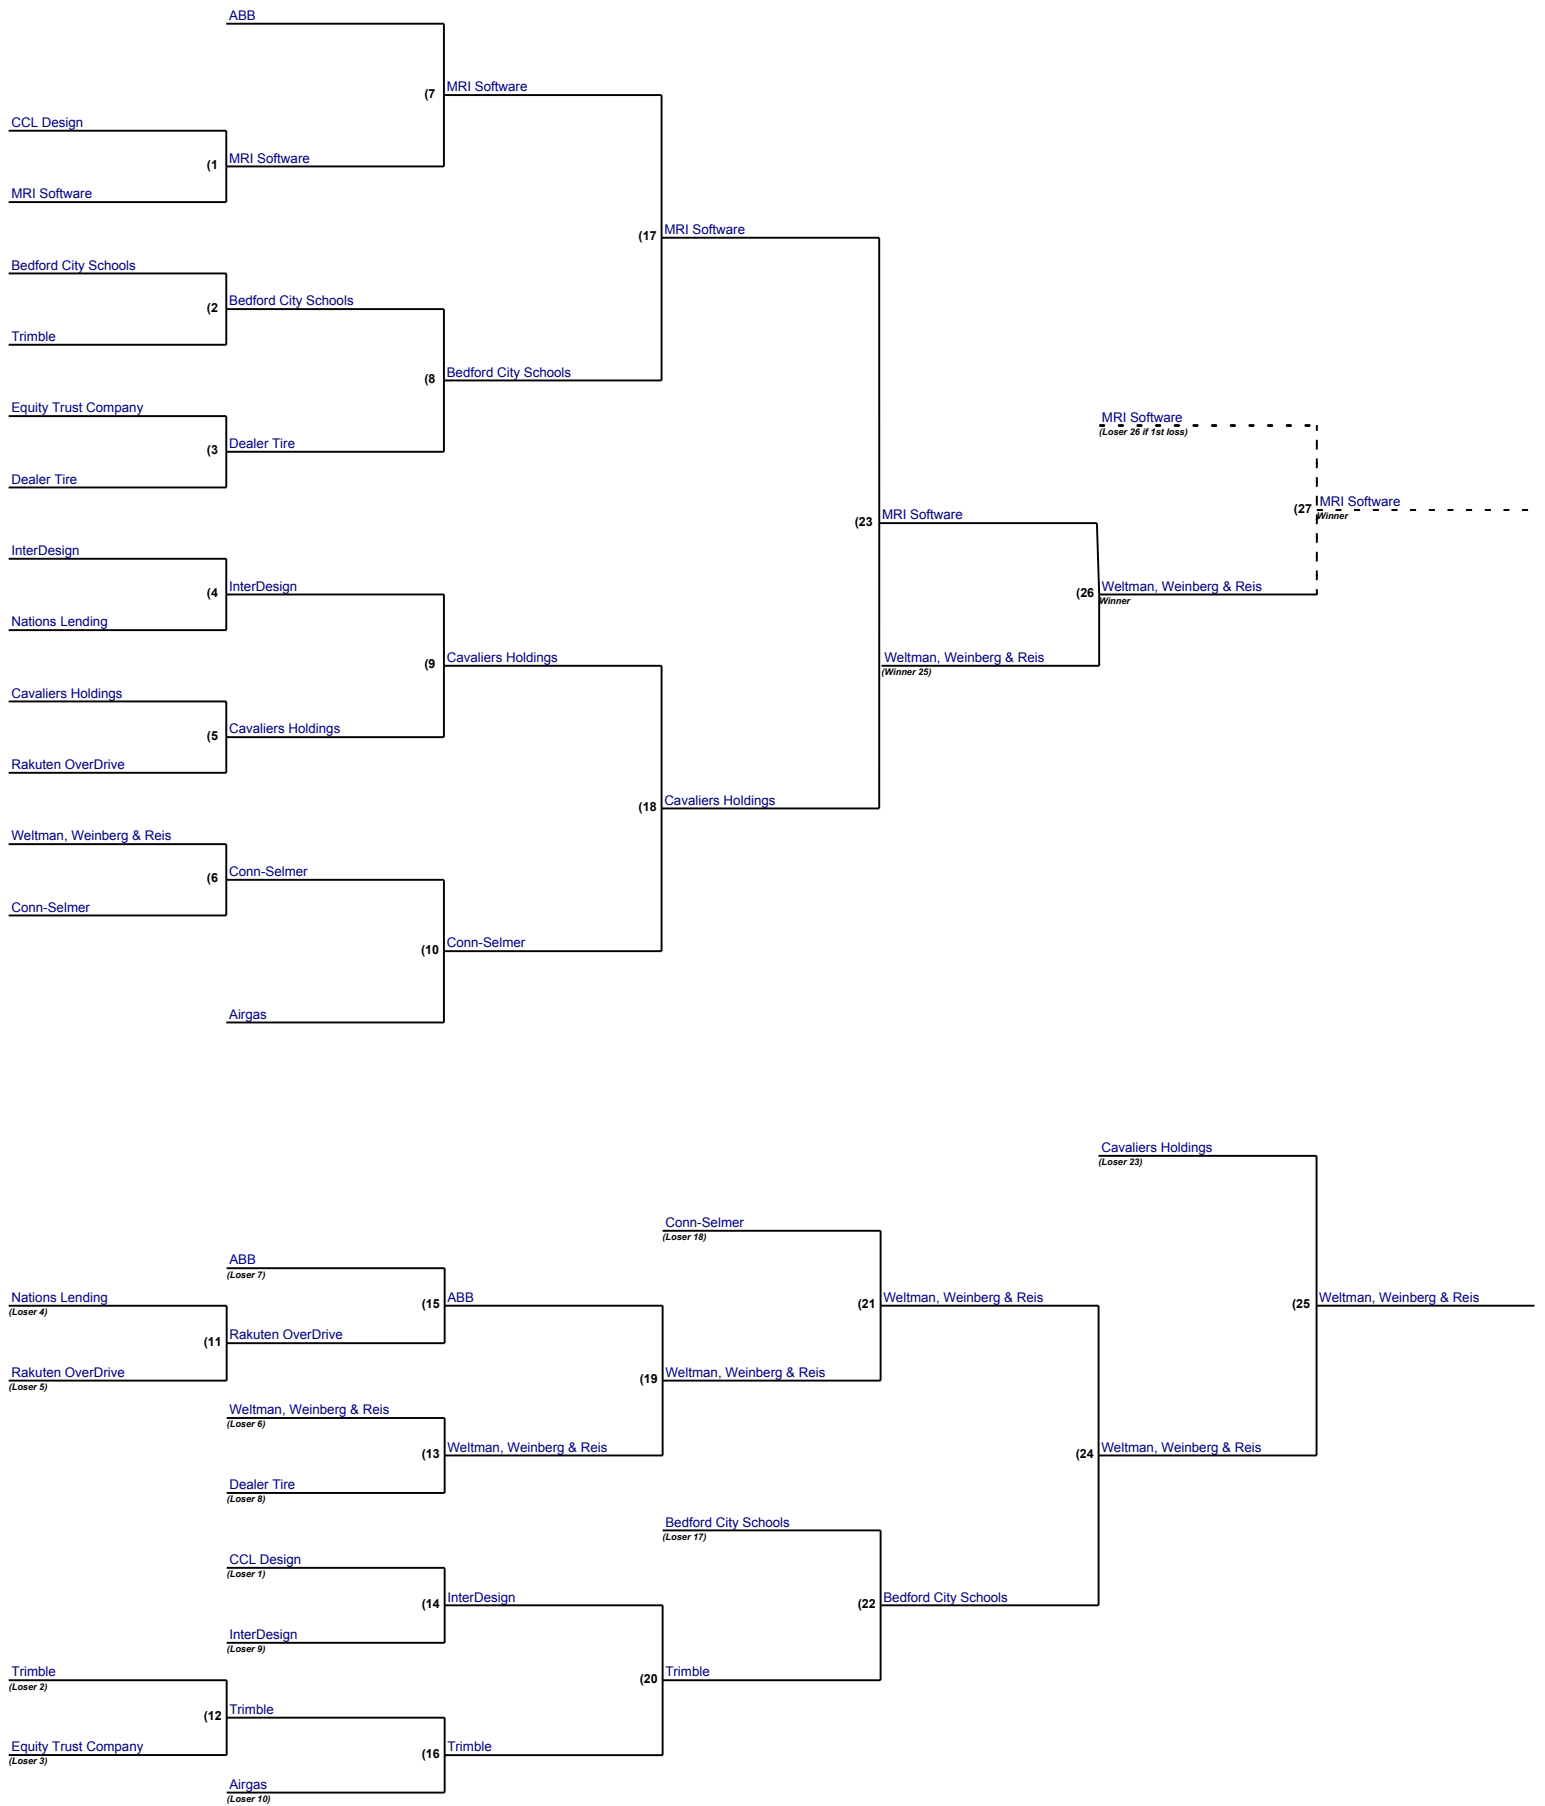 ABB
(7 MRI Software
CCL Design
(1 MRI Software
MRI Software
(17 MRI Software
Bedford City Schools
(2 Bedford City Schools
Trimble
(8 Bedford City Schools
Equity Trust Company
MRI Software
(Loser 26 if 1st loss)
(3 Dealer Tire
Dealer Tire
(27 MRI Software
Winner
(23 MRI Software
InterDesign
(4 InterDesign
(26 Weltman, Weinberg & Reis
Winner
Nations Lending
(9 Cavaliers Holdings
Weltman, Weinberg & Reis
(Winner 25)
Cavaliers Holdings
(5 Cavaliers Holdings
Rakuten OverDrive
(18 Cavaliers Holdings
Weltman, Weinberg & Reis
(6 Conn-Selmer
Conn-Selmer
(10 Conn-Selmer
Airgas
Cavaliers Holdings
(Loser 23)
Conn-Selmer
(Loser 18)
ABB
(Loser 7)
Nations Lending
(Loser 4)
(15 ABB
(21 Weltman, Weinberg & Reis
(25 Weltman, Weinberg & Reis
(11 Rakuten OverDrive
Rakuten OverDrive
(Loser 5)
(19 Weltman, Weinberg & Reis
Weltman, Weinberg & Reis
(Loser 6)
(13 Weltman, Weinberg & Reis
(24 Weltman, Weinberg & Reis
Dealer Tire
(Loser 8)
Bedford City Schools
(Loser 17)
CCL Design
(Loser 1)
(14 InterDesign
(22 Bedford City Schools
InterDesign
(Loser 9)
Trimble
(Loser 2)
(20 Trimble
(12 Trimble
Equity Trust Company
(Loser 3)
(16 Trimble
Airgas
(Loser 10)